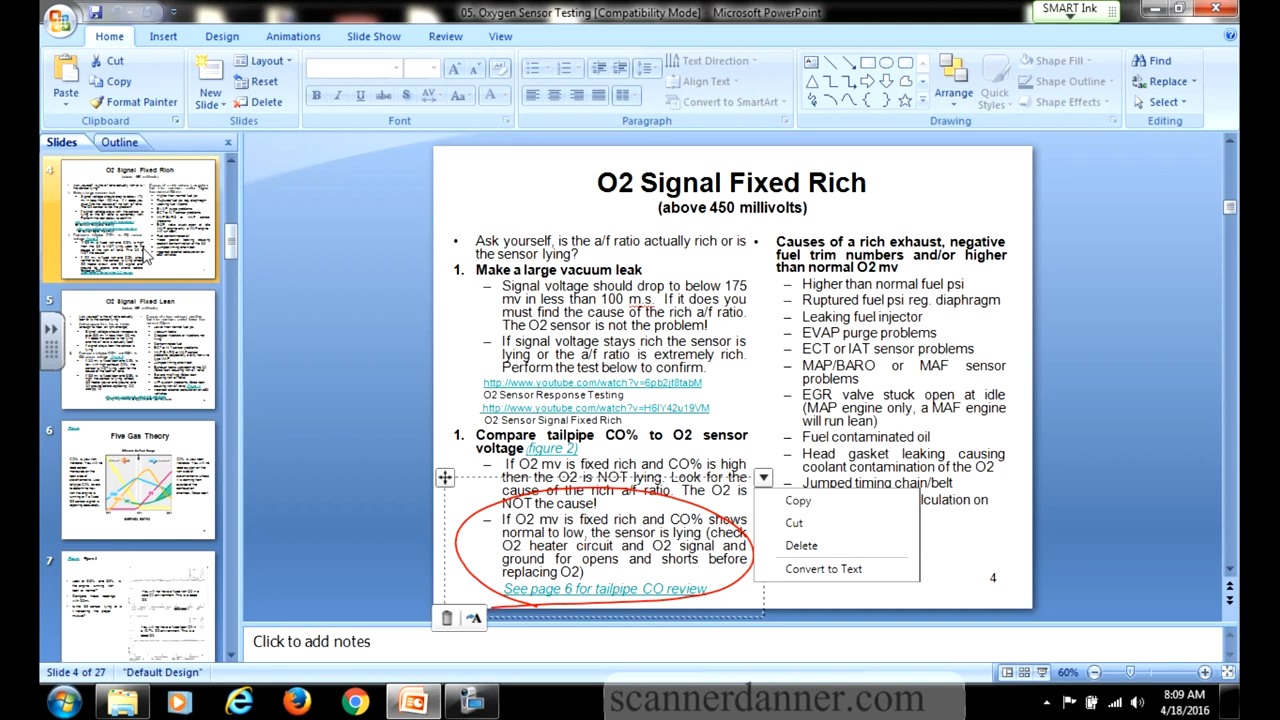 05. Oxygen Sensor Testing [Compatibility Mode] - Microsoft PowerPoint
SMART Ink
Home Insert Design Animations Slide Show Review View
Paste
Cut
Copy
Format Painter
Clipboard
New
Slide
Layout
Reset
Delete
Slides
Font
Text Direction
Align Text
Convert to SmartArt
Paragraph
Arrange
Quick
Styles
Shape Fill
Shape Outline
Shape Effects
Drawing
Find
Replace
Select
Editing
Slides Outline
4
O2 Signal Fixed Rich
5
O2 Signal Fixed Lean
6
Five Gas Theory
7
O2 Signal Fixed Rich
(above 450 millivolts)
• Ask yourself, is the a/f ratio actually rich or is
the sensor lying?
1. Make a large vacuum leak
– Signal voltage should drop to below 175
mv in less than 100 m.s. If it does you
must find the cause of the rich a/f ratio.
The O2 sensor is not the problem!
– If signal voltage stays rich the sensor is
lying or the a/f ratio is extremely rich.
Perform the test below to confirm.
http://www.youtube.com/watch?v=6pb2jt8tabM
O2 Sensor Response Testing
http://www.youtube.com/watch?v=H6IY42u19VM
O2 Sensor Signal Fixed Rich
1. Compare tailpipe CO% to O2 sensor
voltage (figure 2)
– If O2 mv is fixed rich and CO% is high
then the O2 is NOT lying. Look for the
cause of the rich a/f ratio. The O2 is
NOT the cause!
– If O2 mv is fixed rich and CO% shows
normal to low, the sensor is lying (check
O2 heater circuit and O2 signal and
ground for opens and shorts before
replacing O2)
See page 6 for tailpipe CO review
• Causes of a rich exhaust, negative
fuel trim numbers and/or higher
than normal O2 mv
– Higher than normal fuel psi
– Ruptured fuel psi reg. diaphragm
– Leaking fuel injector
– EVAP purge problems
– ECT or IAT sensor problems
– MAP/BARO or MAF sensor
problems
– EGR valve stuck open at idle
(MAP engine only, a MAF engine
will run lean)
– Fuel contaminated oil
– Head gasket leaking causing
coolant contamination of the O2
– Jumped timing chain/belt
lculation on
Copy
Cut
Delete
Convert to Text
4
Click to add notes
Slide 4 of 27 "Default Design" 60%
scannerdanner.com
8:09 AM
4/18/2016